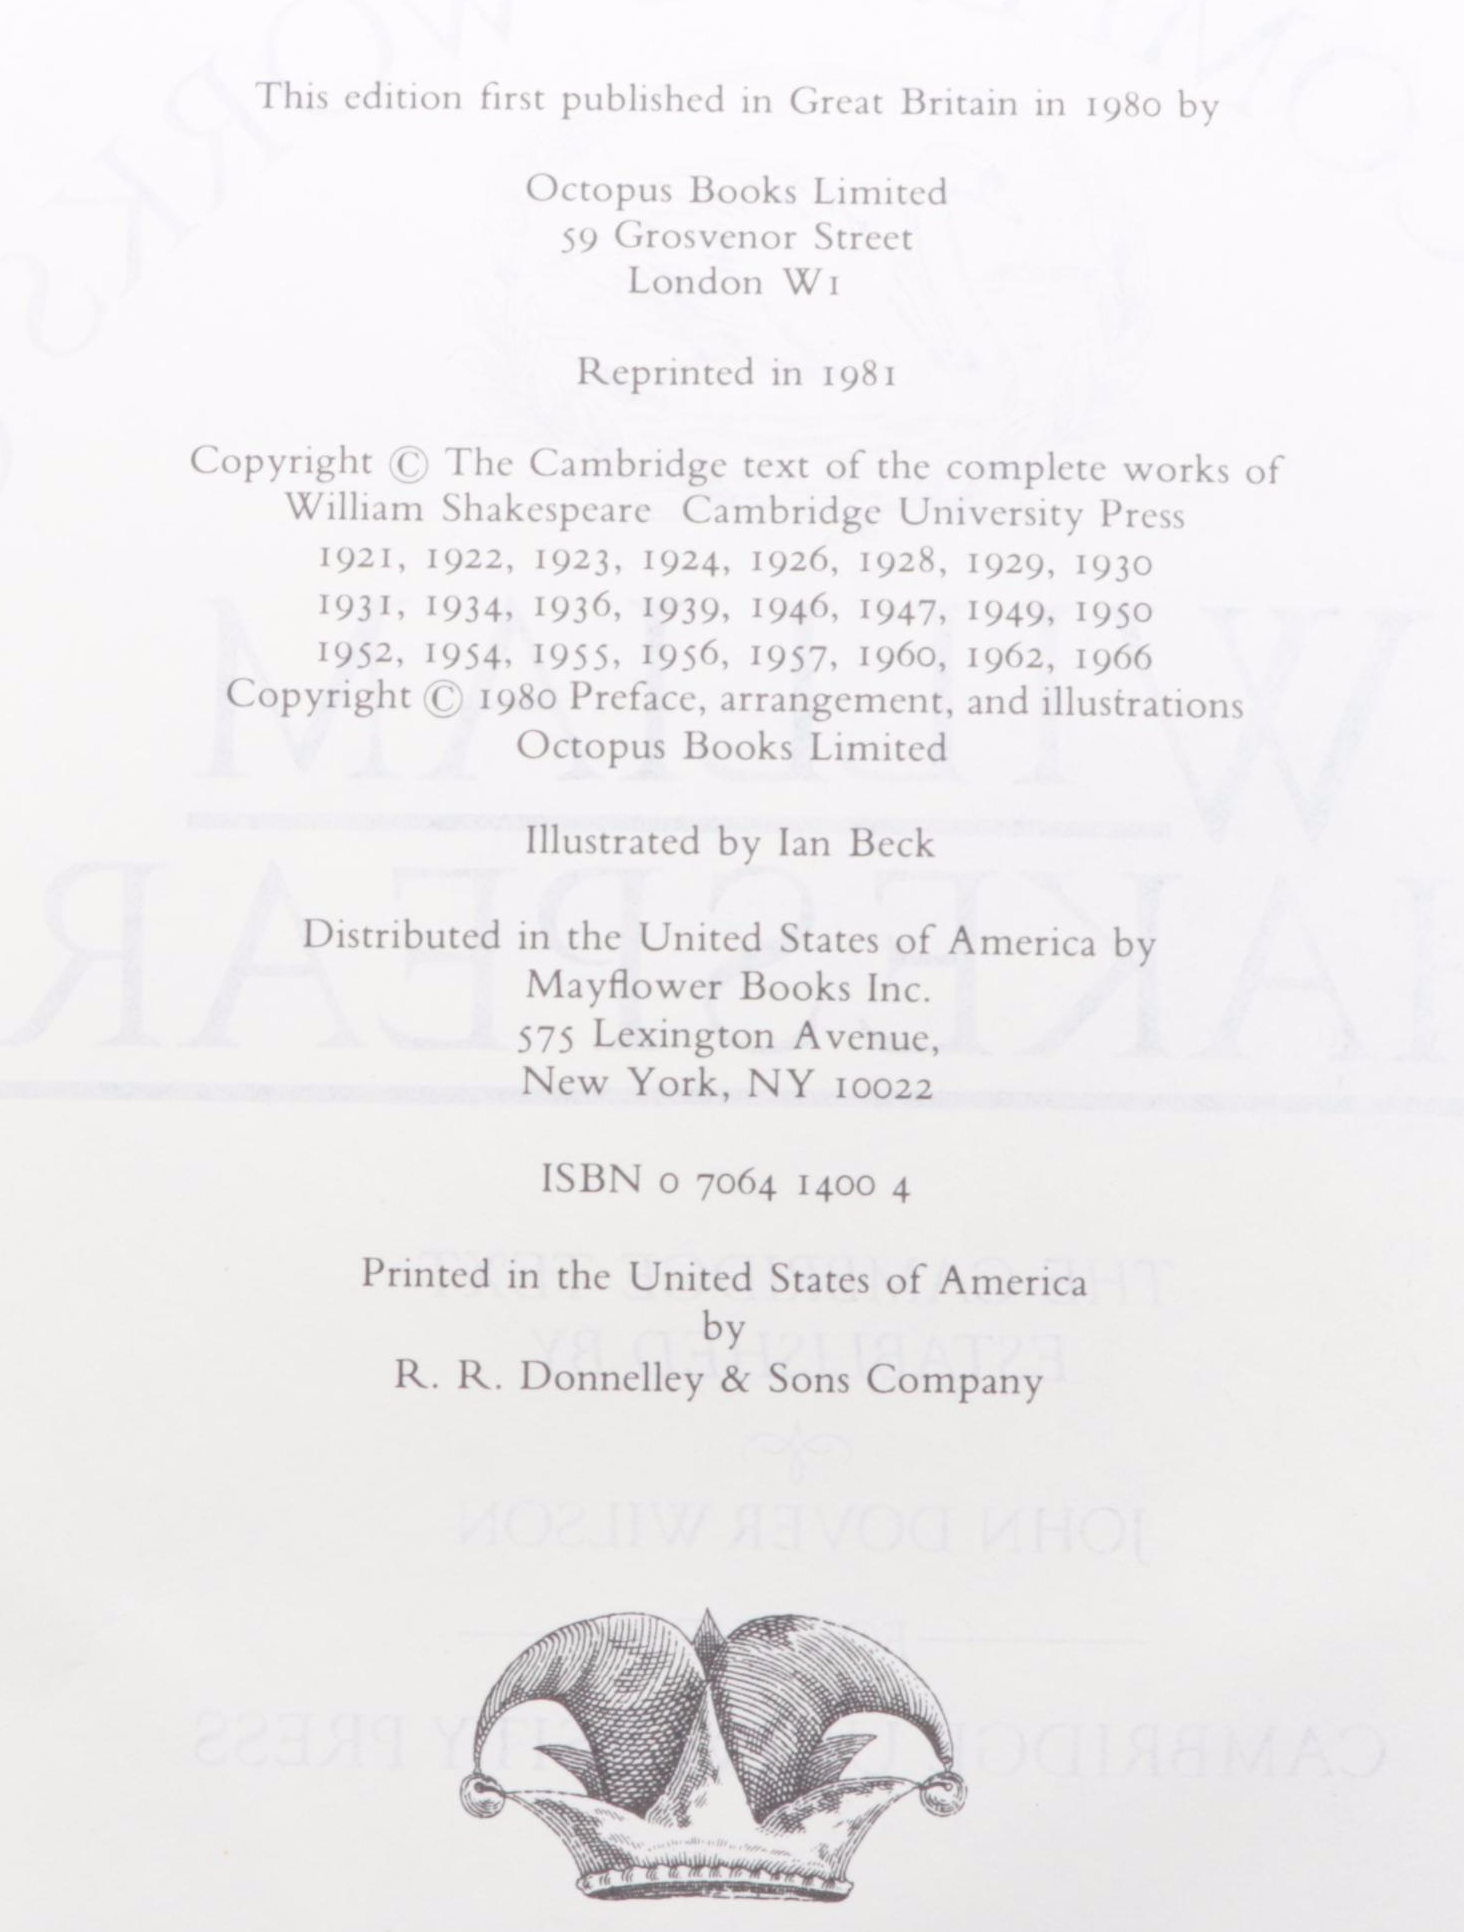 This edition first published in Great Britain in 1980 by
Octopus Books Limited
59 Grosvenor Street
London W1
Reprinted in 1981
Copyright © The Cambridge text of the complete works of
William Shakespeare Cambridge University Press
1921, 1922, 1923, 1924, 1926, 1928, 1929, 1930
1931, 1934, 1936, 1939, 1946, 1947, 1949, 1950
1952, 1954, 1955, 1956, 1957, 1960, 1962, 1966
Copyright © 1980 Preface, arrangement, and illustrations
Octopus Books Limited
Illustrated by Ian Beck
Distributed in the United States of America by
Mayflower Books Inc.
575 Lexington Avenue,
New York, NY 10022
ISBN 0 7064 1400 4
Printed in the United States of America
by
R. R. Donnelley & Sons Company